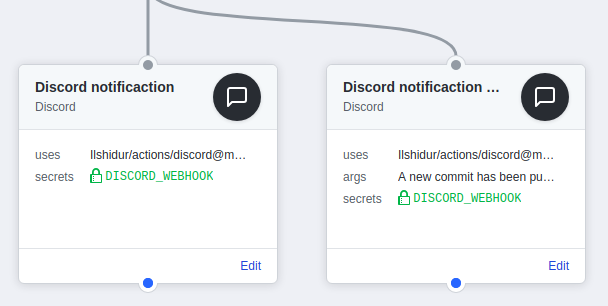 Discord notificaction
Discord
uses Ilshidur/actions/discord@m…
secrets DISCORD_WEBHOOK
Edit
Discord notificaction …
Discord
uses Ilshidur/actions/discord@m…
args A new commit has been pu…
secrets DISCORD_WEBHOOK
Edit